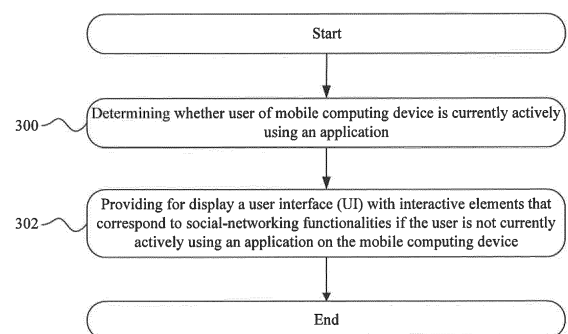 Start
300
Determining whether user of mobile computing device is currently actively
using an application
Providing for display a user interface (UI) with interactive elements that
302
correspond to social-networking functionalities if the user is not currently
actively using an application on the mobile computing device
End